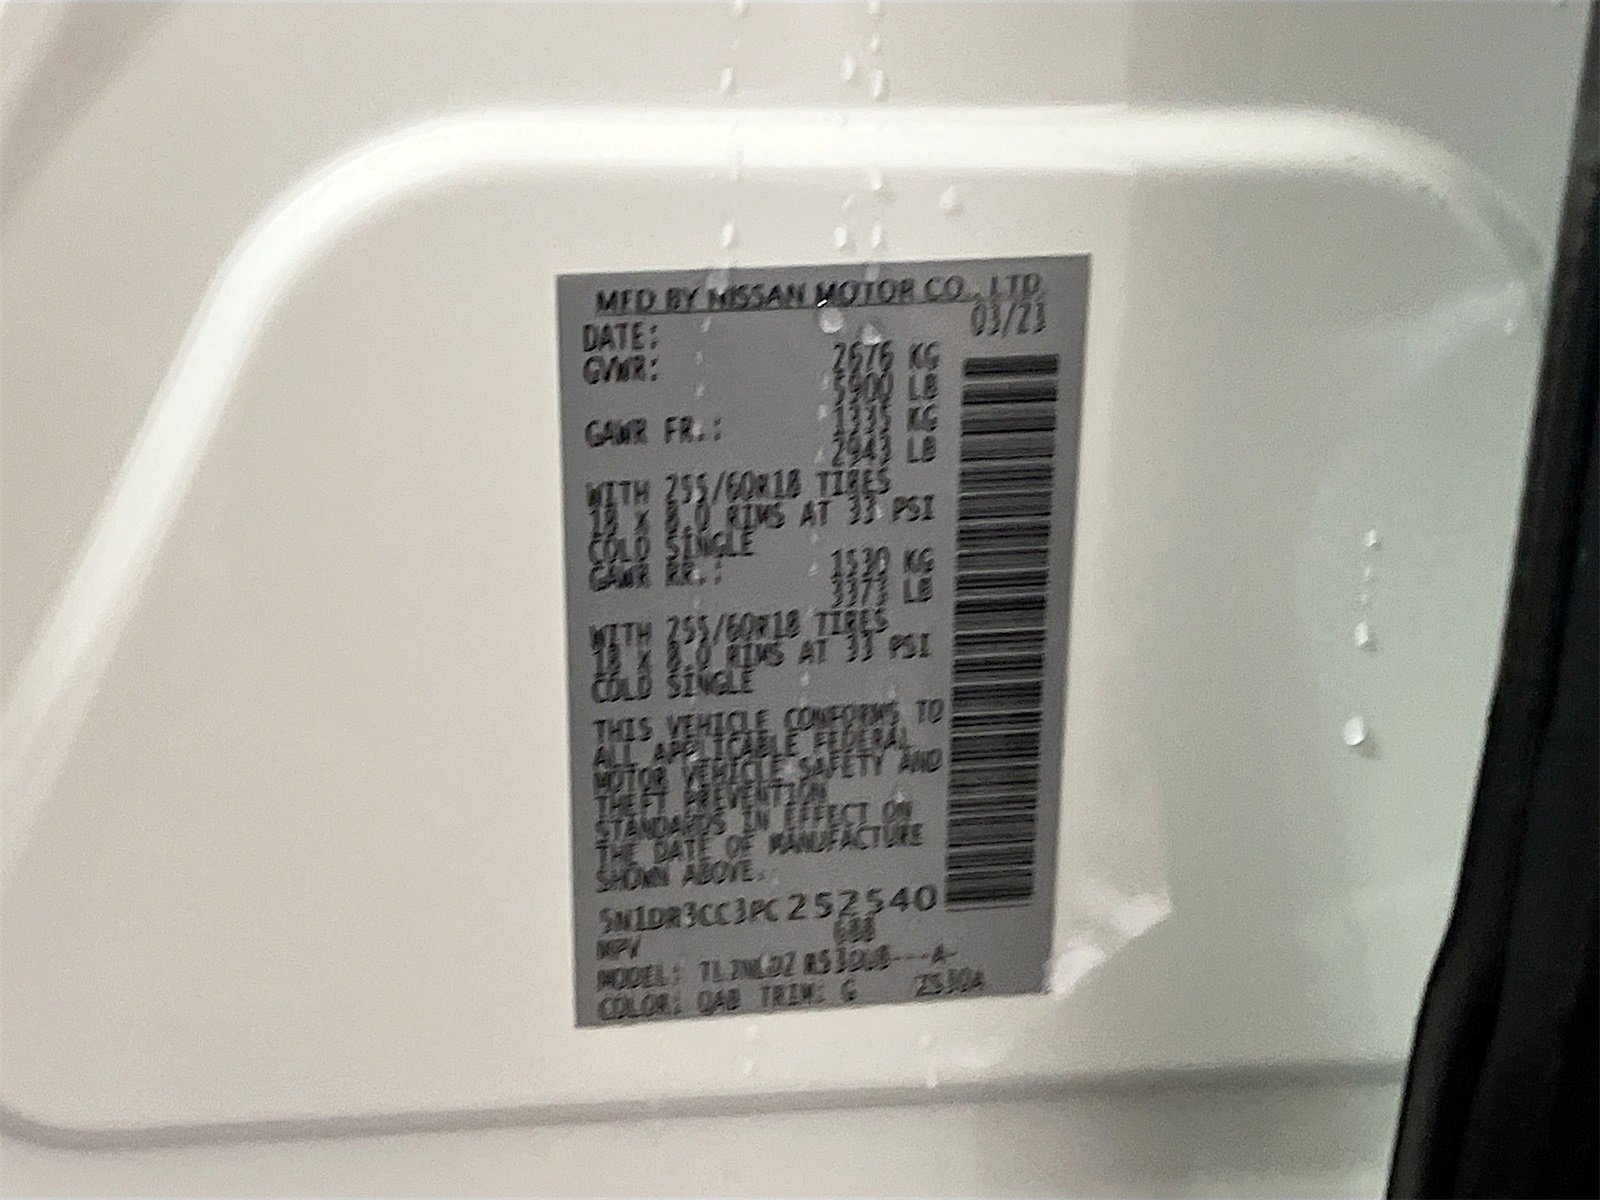 MFD BY NISSAN MOTOR CO., LTD.
DATE: 03/23
GVWR: 2676 KG
5900 LB
GAWR FR.: 1335 KG
2943 LB
WITH 255/60R18 TIRES
18 X 8.0 RIMS AT 33 PSI
COLD SINGLE
GAWR RR.: 1530 KG
3373 LB
WITH 255/60R18 TIRES
18 X 8.0 RIMS AT 33 PSI
COLD SINGLE
THIS VEHICLE CONFORMS TO
ALL APPLICABLE FEDERAL
MOTOR VEHICLE SAFETY AND
THEFT PREVENTION
STANDARDS IN EFFECT ON
THE DATE OF MANUFACTURE
SHOWN ABOVE.
5N1DR3CC3PC252540
MPV
MODEL:
COLOR: QAB TRIM: G